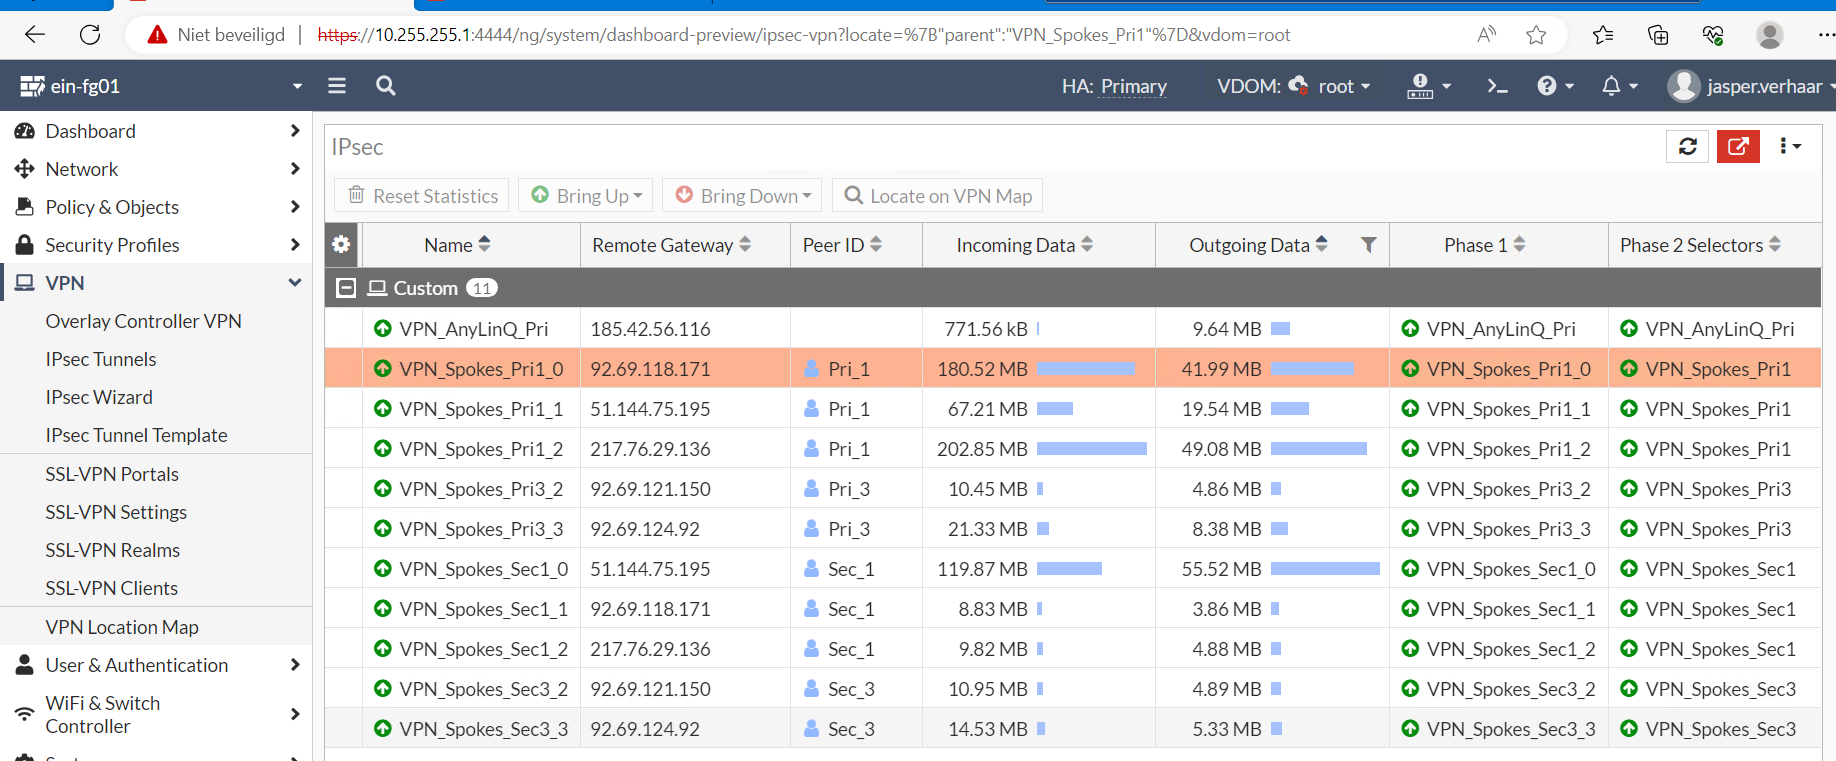 Niet beveiligd | https://10.255.255.1:4444/ng/system/dashboard-preview/ipsec-vpn?locate=%7B"parent":"VPN_Spokes_Pri1"%7D&vdom=root
ein-fg01 HA: Primary VDOM: root jasper.verhaar
Dashboard
Network
Policy & Objects
Security Profiles
VPN
Overlay Controller VPN
IPsec Tunnels
IPsec Wizard
IPsec Tunnel Template
SSL-VPN Portals
SSL-VPN Settings
SSL-VPN Realms
SSL-VPN Clients
VPN Location Map
User & Authentication
WiFi & Switch
Controller
IPsec
Reset Statistics Bring Up Bring Down Locate on VPN Map
Name Remote Gateway Peer ID Incoming Data Outgoing Data Phase 1 Phase 2 Selectors
Custom 11
VPN_AnyLinQ_Pri 185.42.56.116 771.56 kB 9.64 MB VPN_AnyLinQ_Pri VPN_AnyLinQ_Pri
VPN_Spokes_Pri1_0 92.69.118.171 Pri_1 180.52 MB 41.99 MB VPN_Spokes_Pri1_0 VPN_Spokes_Pri1
VPN_Spokes_Pri1_1 51.144.75.195 Pri_1 67.21 MB 19.54 MB VPN_Spokes_Pri1_1 VPN_Spokes_Pri1
VPN_Spokes_Pri1_2 217.76.29.136 Pri_1 202.85 MB 49.08 MB VPN_Spokes_Pri1_2 VPN_Spokes_Pri1
VPN_Spokes_Pri3_2 92.69.121.150 Pri_3 10.45 MB 4.86 MB VPN_Spokes_Pri3_2 VPN_Spokes_Pri3
VPN_Spokes_Pri3_3 92.69.124.92 Pri_3 21.33 MB 8.38 MB VPN_Spokes_Pri3_3 VPN_Spokes_Pri3
VPN_Spokes_Sec1_0 51.144.75.195 Sec_1 119.87 MB 55.52 MB VPN_Spokes_Sec1_0 VPN_Spokes_Sec1
VPN_Spokes_Sec1_1 92.69.118.171 Sec_1 8.83 MB 3.86 MB VPN_Spokes_Sec1_1 VPN_Spokes_Sec1
VPN_Spokes_Sec1_2 217.76.29.136 Sec_1 9.82 MB 4.88 MB VPN_Spokes_Sec1_2 VPN_Spokes_Sec1
VPN_Spokes_Sec3_2 92.69.121.150 Sec_3 10.95 MB 4.89 MB VPN_Spokes_Sec3_2 VPN_Spokes_Sec3
VPN_Spokes_Sec3_3 92.69.124.92 Sec_3 14.53 MB 5.33 MB VPN_Spokes_Sec3_3 VPN_Spokes_Sec3